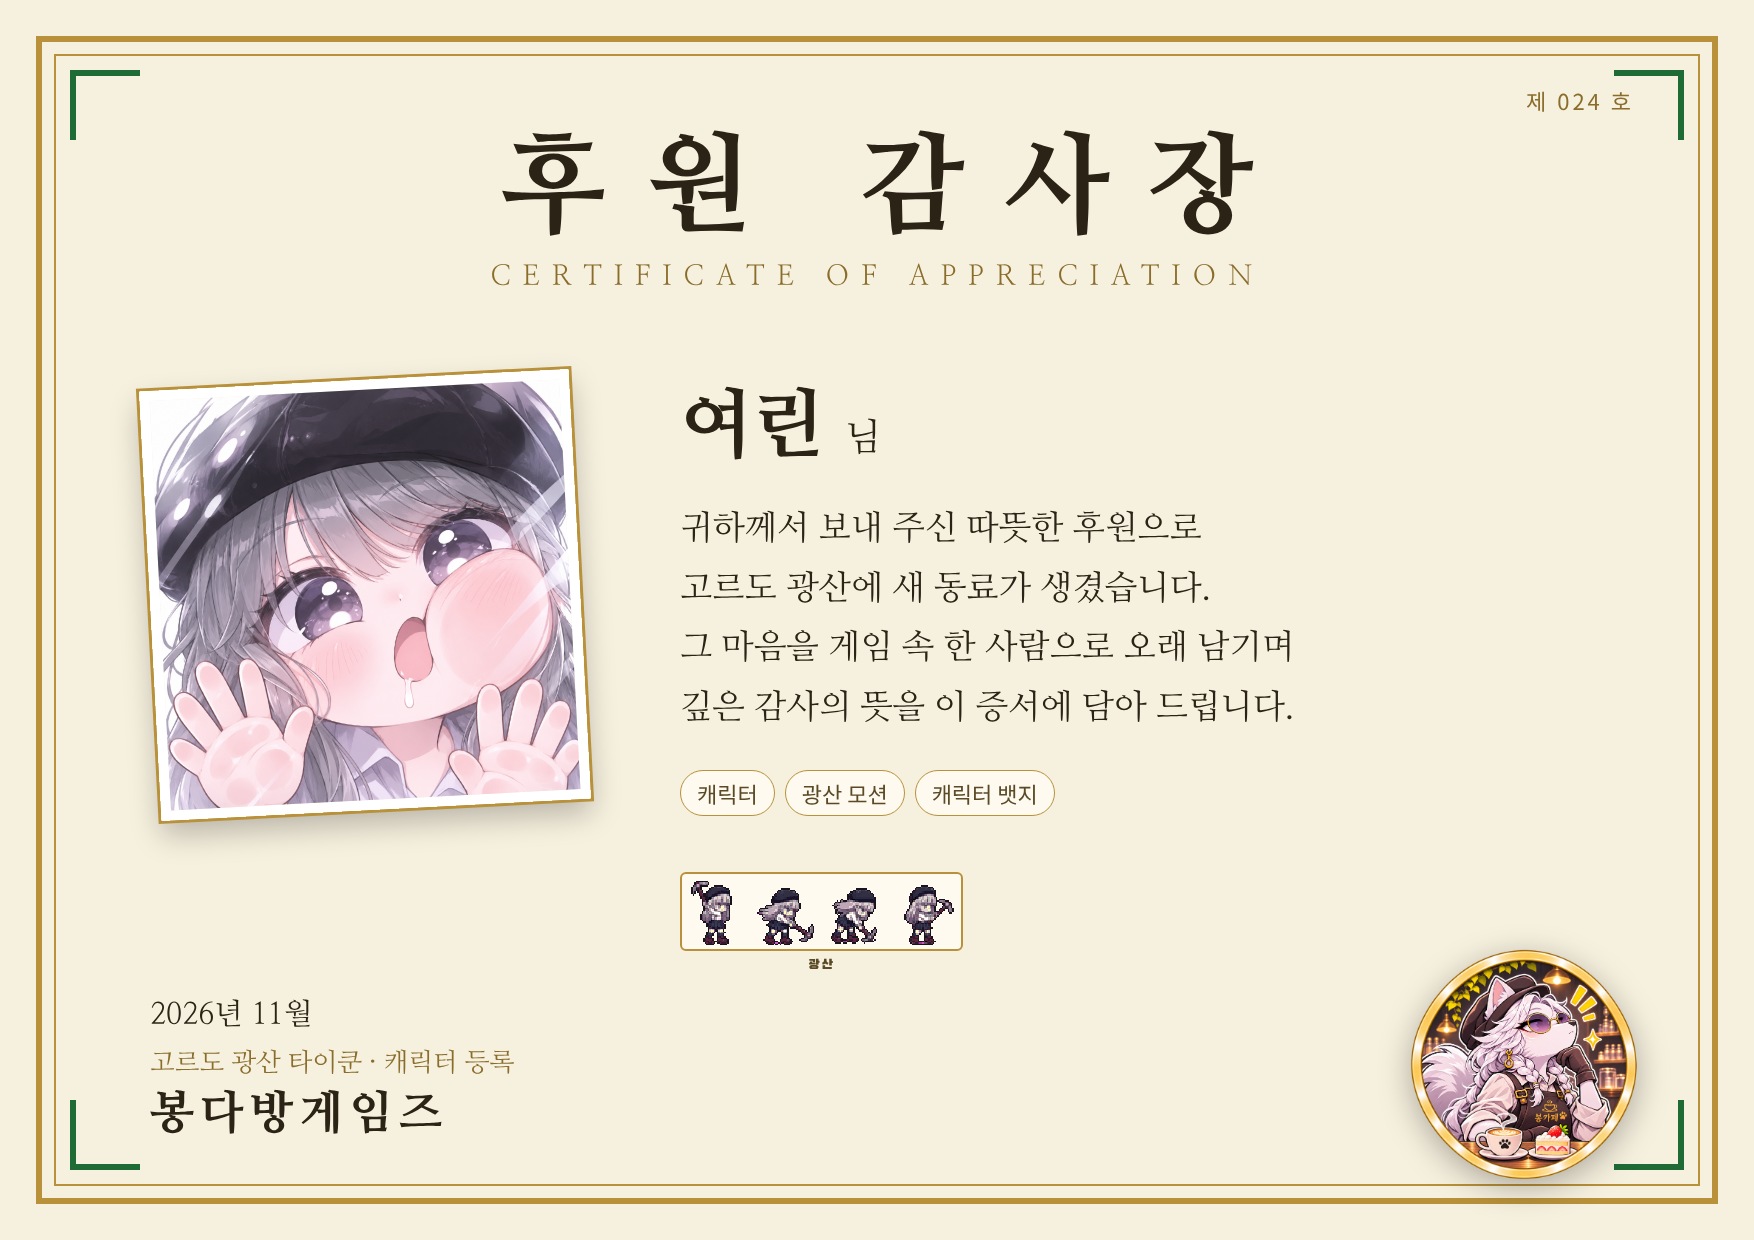 제 024 호
후원 감사장
CERTIFICATE OF APPRECIATION
여린 님
귀하께서 보내 주신 따뜻한 후원으로
고르도 광산에 새 동료가 생겼습니다.
그 마음을 게임 속 한 사람으로 오래 남기며
깊은 감사의 뜻을 이 증서에 담아 드립니다.
캐릭터 광산 모션 캐릭터 뱃지
광산
2026년 11월
고르도 광산 타이쿤 · 캐릭터 등록
봉다방게임즈
봉카페